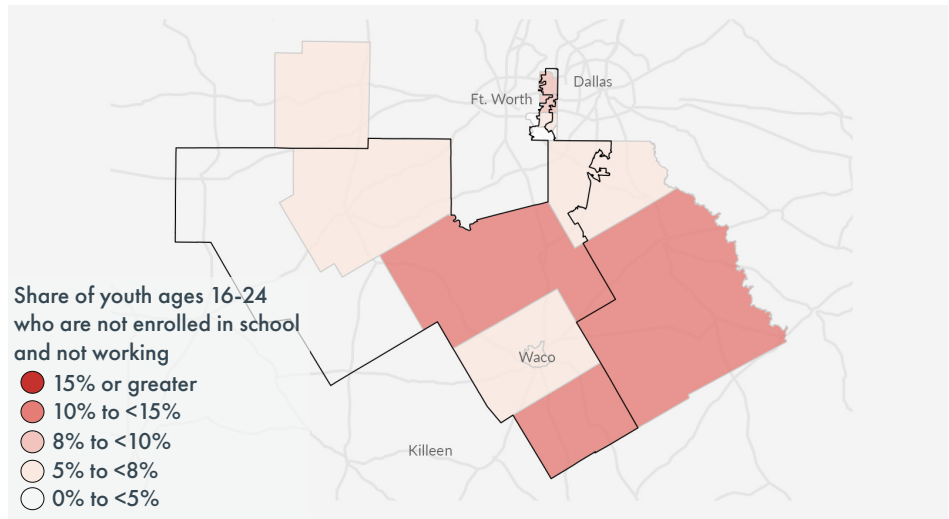 Dallas
Ft. Worth
Share of youth ages 16-24
who are not enrolled in school
and not working
15% or greater
10% to <15%
8% to <10%
5% to <8%
0% to <5%
Waco
Killeen